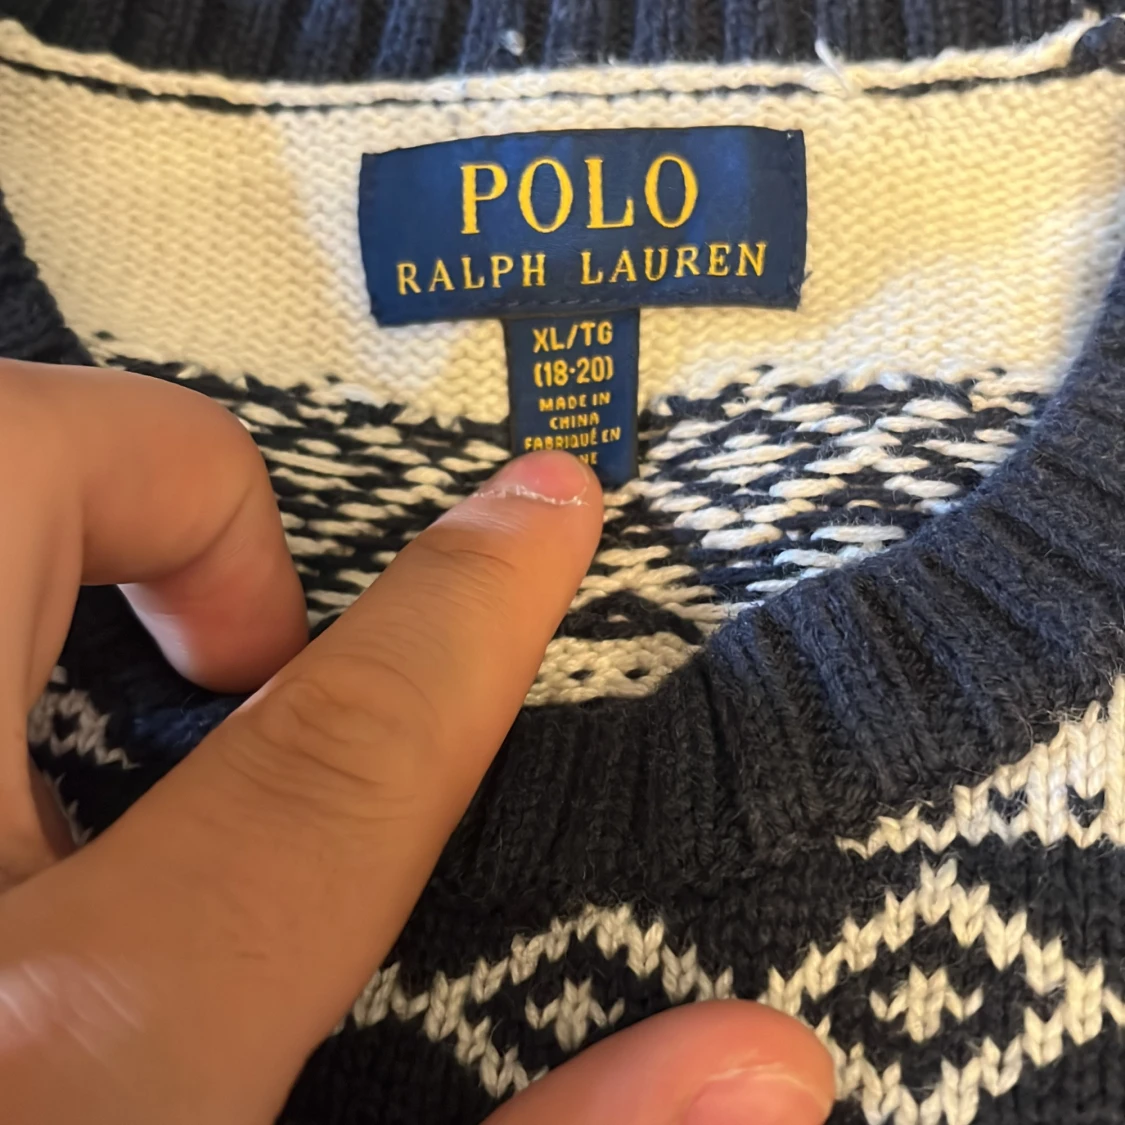 POLO
RALPH LAUREN
XL/TG
(18-20)
MADE IN
CHINA
FABRIQUÉ EN